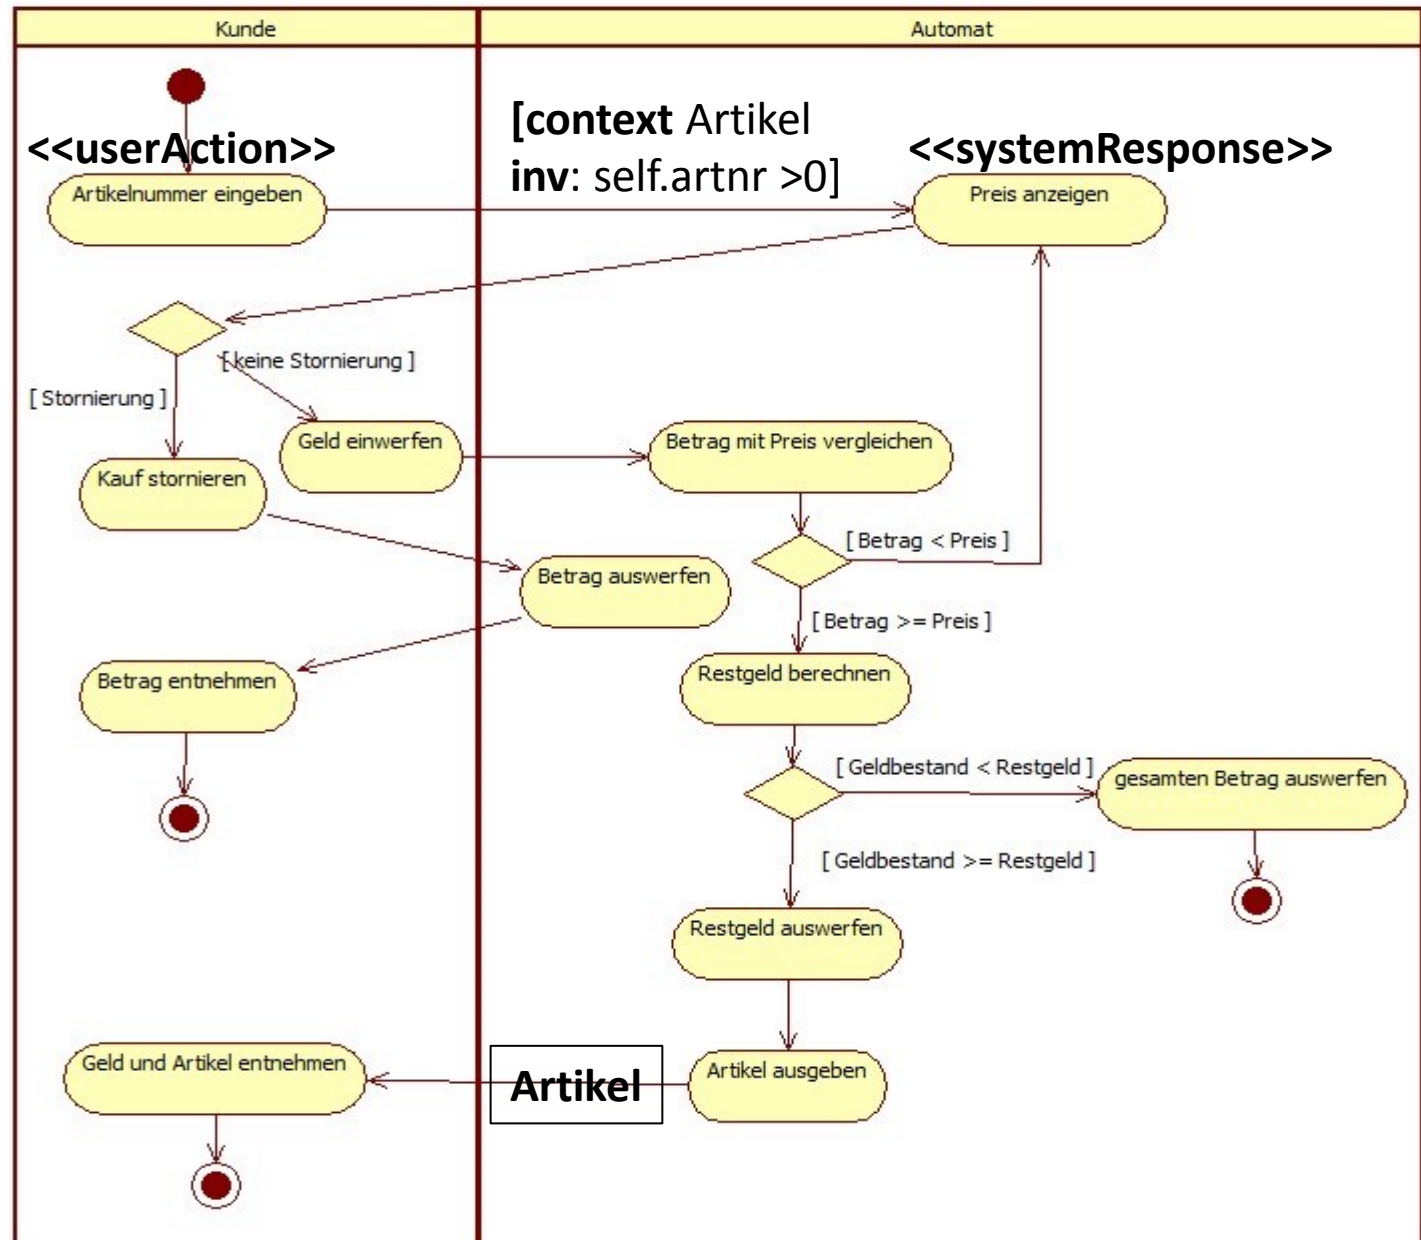 Kunde
Automat
<<userAction>>
[context Artikel
inv: self.artnr >0]
<<systemResponse>>
Artikelnummer eingeben
Preis anzeigen
[ keine Stornierung ]
[ Stornierung ]
Geld einwerfen
Betrag mit Preis vergleichen
Kauf stornieren
[ Betrag < Preis ]
Betrag auswerfen
[ Betrag >= Preis ]
Betrag entnehmen
Restgeld berechnen
[ Geldbestand < Restgeld ]
gesamten Betrag auswerfen
[ Geldbestand >= Restgeld ]
Restgeld auswerfen
Geld und Artikel entnehmen
Artikel
Artikel ausgeben